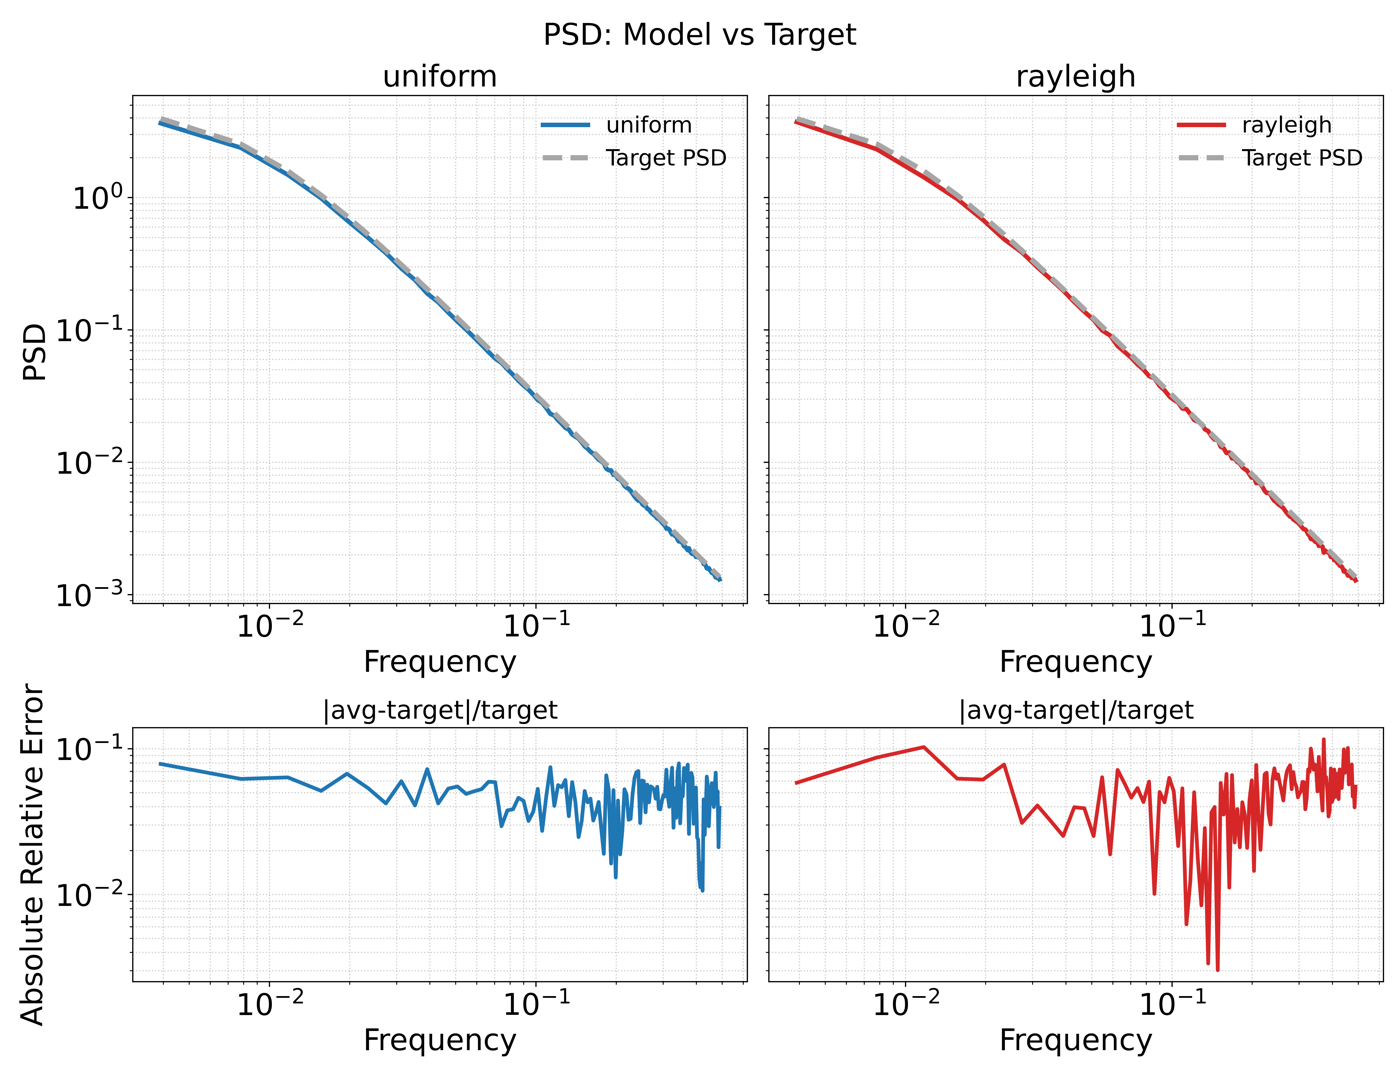 PSD: Model vs Target
uniform
uniform
Target PSD
PSD
10⁰
10⁻¹
10⁻²
10⁻³
10⁻²
10⁻¹
Frequency
rayleigh
rayleigh
Target PSD
10⁻²
10⁻¹
Frequency
|avg-target|/target
Absolute Relative Error
10⁻¹
10⁻²
10⁻²
10⁻¹
Frequency
|avg-target|/target
10⁻²
10⁻¹
Frequency